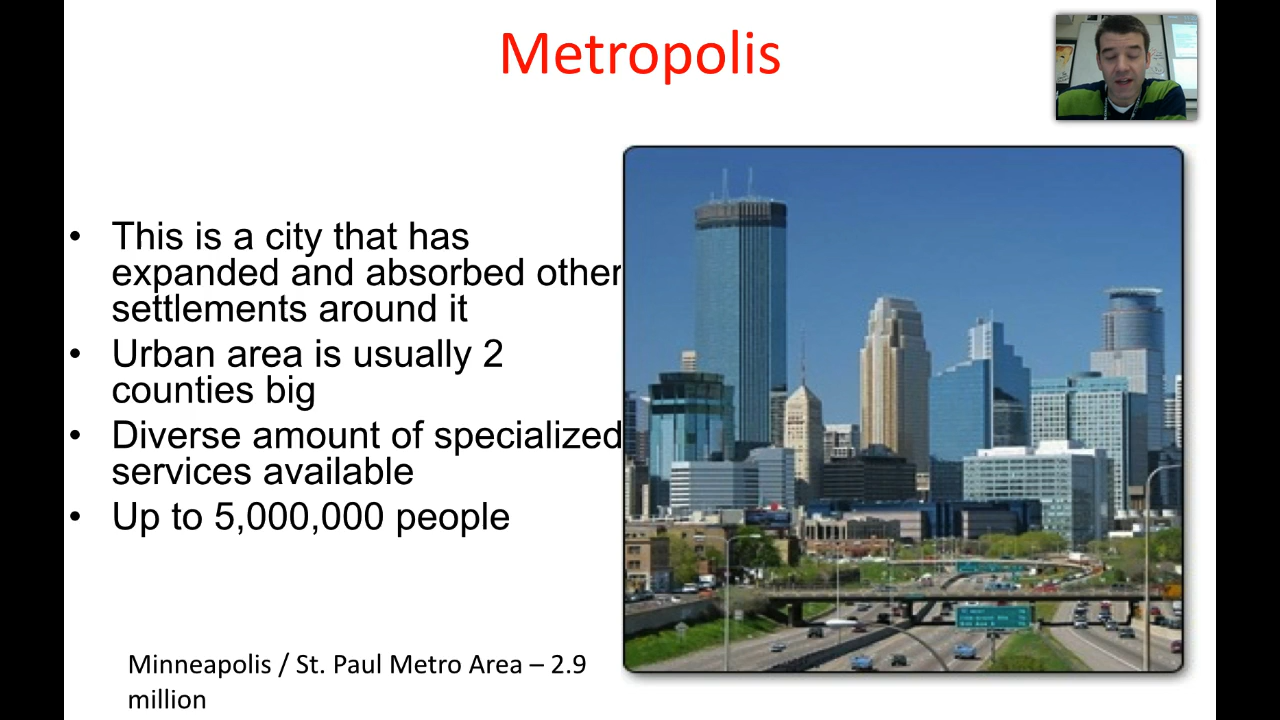 Metropolis
• This is a city that has
expanded and absorbed other
settlements around it
• Urban area is usually 2
counties big
• Diverse amount of specialized
services available
• Up to 5,000,000 people
Minneapolis / St. Paul Metro Area – 2.9
million